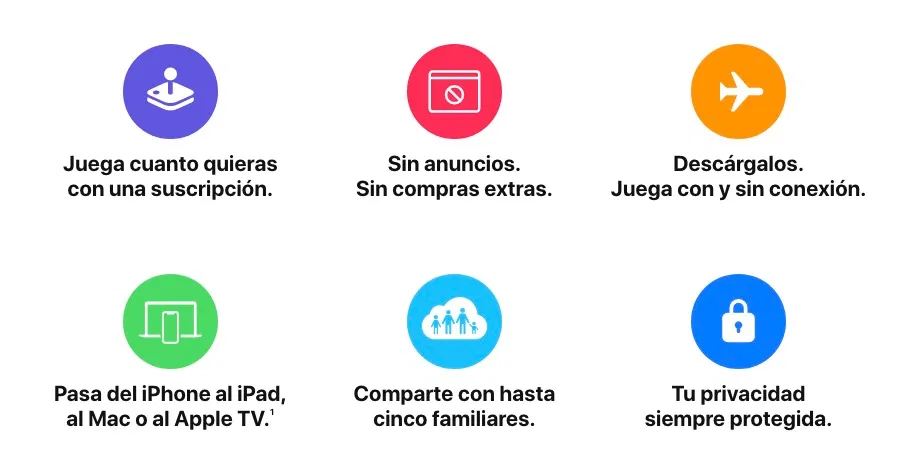 Juega cuanto quieras
con una suscripción.
Sin anuncios.
Sin compras extras.
Descárgalos.
Juega con y sin conexión.
Pasa del iPhone al iPad,
al Mac o al Apple TV.¹
Comparte con hasta
cinco familiares.
Tu privacidad
siempre protegida.